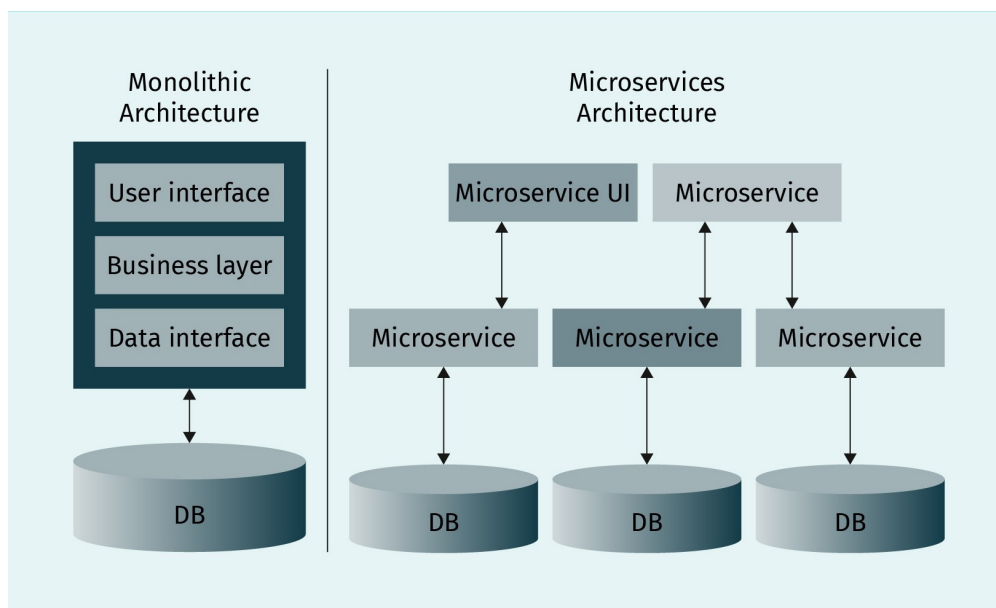 Monolithic
Architecture
User interface
Business layer
Data interface
DB
Microservices
Architecture
Microservice UI
Microservice
Microservice
Microservice
Microservice
DB
DB
DB